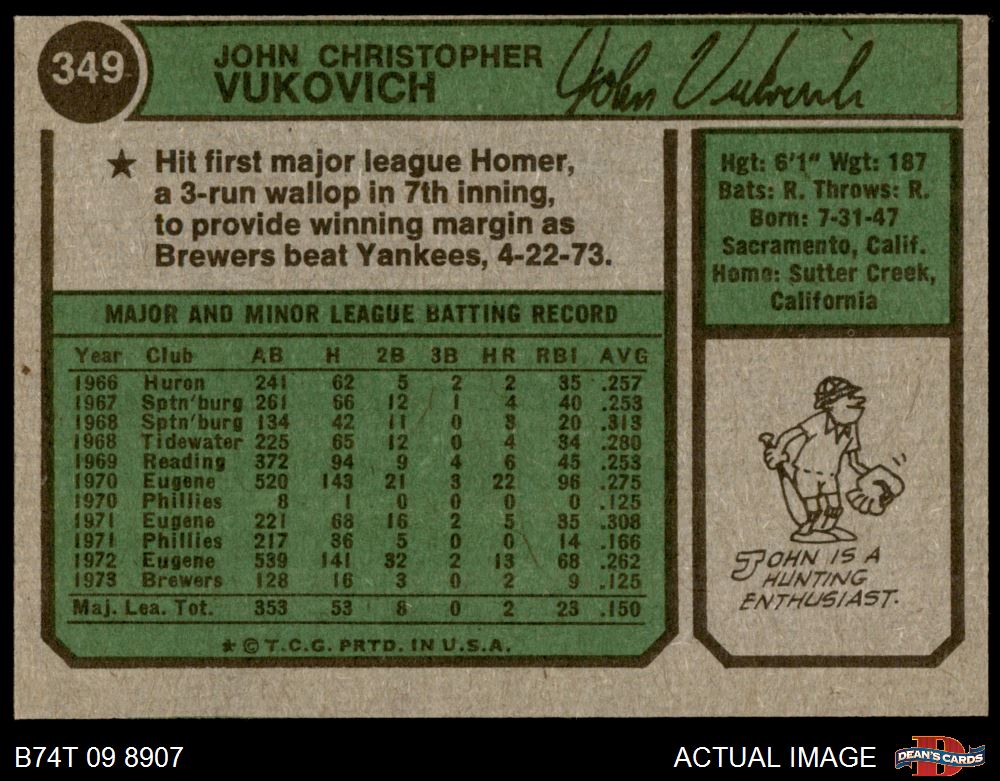 349
JOHN CHRISTOPHER
VUKOVICH
John Vukovich
★ Hit first major league Homer,
a 3-run wallop in 7th inning,
to provide winning margin as
Brewers beat Yankees, 4-22-73.
Hgt: 6'1" Wgt: 187
Bats: R. Throws: R.
Born: 7-31-47
Sacramento, Calif.
Home: Sutter Creek,
California
MAJOR AND MINOR LEAGUE BATTING RECORD
Year Club AB H 2B 3B HR RBI AVG
1966 Huron 241 62 5 2 2 35 .257
1967 Sptn'burg 261 66 12 1 4 40 .253
1968 Sptn'burg 134 42 11 0 3 20 .313
1968 Tidewater 225 65 12 0 4 34 .280
1969 Reading 372 94 9 4 6 45 .253
1970 Eugene 520 143 21 3 22 96 .275
1970 Phillies 8 1 0 0 0 0 .125
1971 Eugene 221 68 16 2 5 35 .308
1971 Phillies 217 36 5 0 0 14 .166
1972 Eugene 539 141 32 2 13 68 .262
1973 Brewers 128 16 3 0 2 9 .125
Maj. Lea. Tot. 353 53 8 0 2 23 .150
★ © T.C.G. PRTD. IN U.S.A.
JOHN IS A
HUNTING
ENTHUSIAST.
B74T 09 8907
ACTUAL IMAGE
D
DEAN'S CARDS